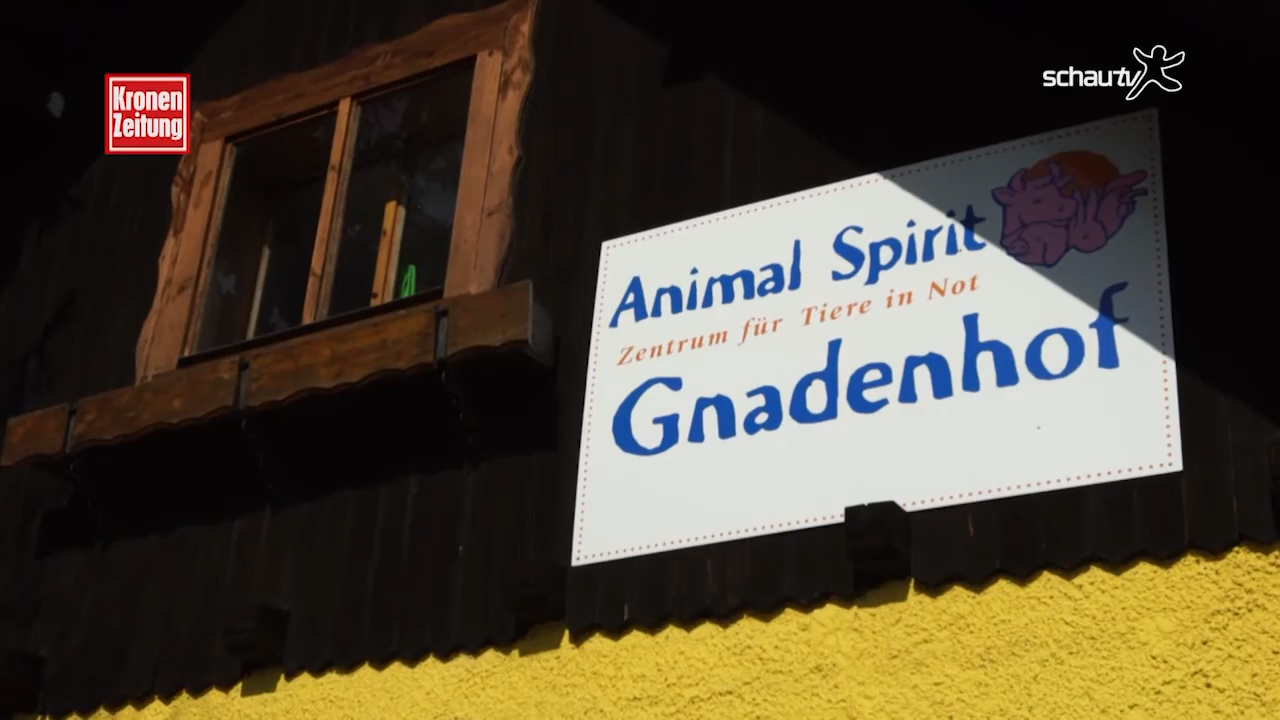 Kronen
Zeitung
schautv
Animal Spirit
Zentrum für Tiere in Not
Gnadenhof